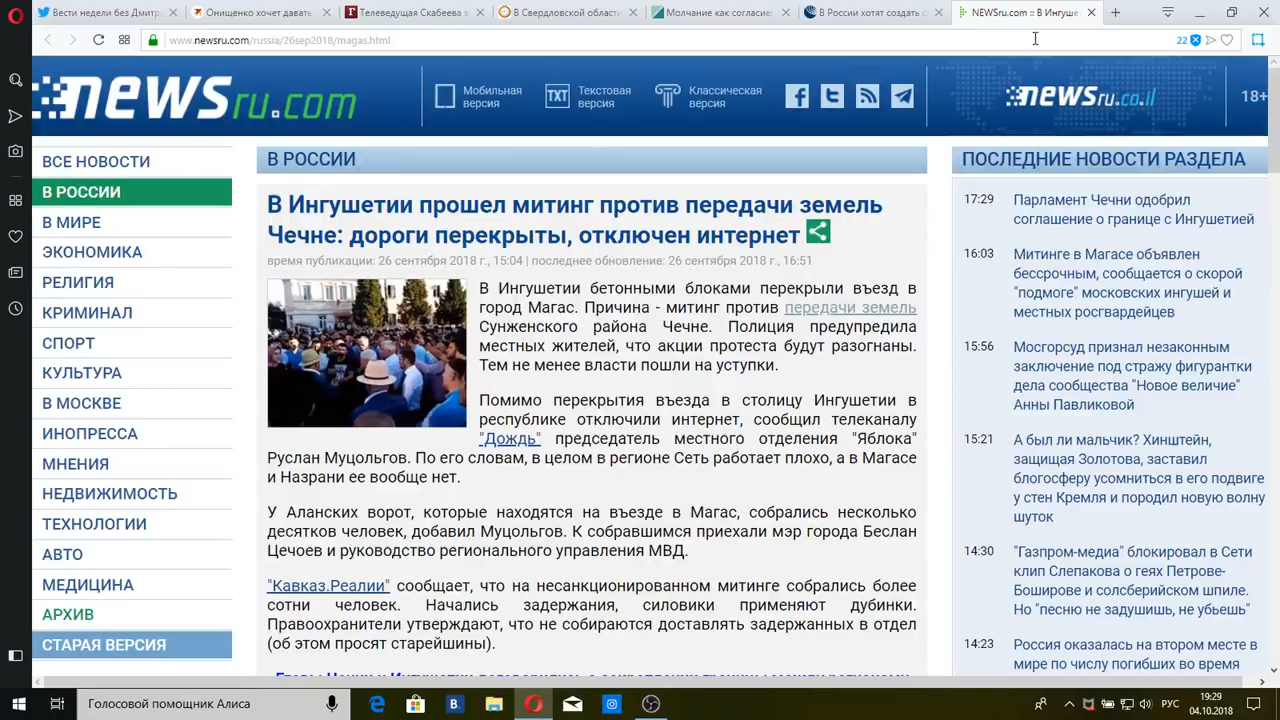 Вести недели без Дмитр
Онищенко хочет давать
Телеведущая Скабеева
В Свердловской области
Молчание как согласие:
В России хотят создать с
NEWSru.com :: В Ингуше
www.newsru.com/russia/26sep2018/magas.html
22
newsru.com
Мобильная версия
TXT
Текстовая версия
Классическая версия
newsru.co.il
18+
ВСЕ НОВОСТИ
В РОССИИ
В МИРЕ
ЭКОНОМИКА
РЕЛИГИЯ
КРИМИНАЛ
СПОРТ
КУЛЬТУРА
В МОСКВЕ
ИНОПРЕССА
МНЕНИЯ
НЕДВИЖИМОСТЬ
ТЕХНОЛОГИИ
АВТО
МЕДИЦИНА
АРХИВ
СТАРАЯ ВЕРСИЯ
В РОССИИ
В Ингушетии прошел митинг против передачи земель
Чечне: дороги перекрыты, отключен интернет
время публикации: 26 сентября 2018 г., 15:04 | последнее обновление: 26 сентября 2018 г., 16:51
В Ингушетии бетонными блоками перекрыли въезд в
город Магас. Причина - митинг против передачи земель
Сунженского района Чечне. Полиция предупредила
местных жителей, что акции протеста будут разогнаны.
Тем не менее власти пошли на уступки.
Помимо перекрытия въезда в столицу Ингушетии в
республике отключили интернет, сообщил телеканалу
"Дождь" председатель местного отделения "Яблока"
Руслан Муцольгов. По его словам, в целом в регионе Сеть работает плохо, а в Магасе
и Назрани ее вообще нет.
У Аланских ворот, которые находятся на въезде в Магас, собрались несколько
десятков человек, добавил Муцольгов. К собравшимся приехали мэр города Беслан
Цечоев и руководство регионального управления МВД.
"Кавказ.Реалии" сообщает, что на несанкционированном митинге собрались более
сотни человек. Начались задержания, силовики применяют дубинки.
Правоохранители утверждают, что не собираются доставлять задержанных в отдел
(об этом просят старейшины).
ПОСЛЕДНИЕ НОВОСТИ РАЗДЕЛА
17:29 Парламент Чечни одобрил
соглашение о границе с Ингушетией
16:03 Митинге в Магасе объявлен
бессрочным, сообщается о скорой
"подмоге" московских ингушей и
местных росгвардейцев
15:56 Мосгорсуд признал незаконным
заключение под стражу фигурантки
дела сообщества "Новое величие"
Анны Павликовой
15:21 А был ли мальчик? Хинштейн,
защищая Золотова, заставил
блогосферу усомниться в его подвиге
у стен Кремля и породил новую волну
шуток
14:30 "Газпром-медиа" блокировал в Сети
клип Слепакова о геях Петрове-
Боширове и солсберийском шпиле.
Но "песню не задушишь, не убьешь"
14:23 Россия оказалась на втором месте в
мире по числу погибших во время
Голосовой помощник Алиса
РУС
19:29
04.10.2018